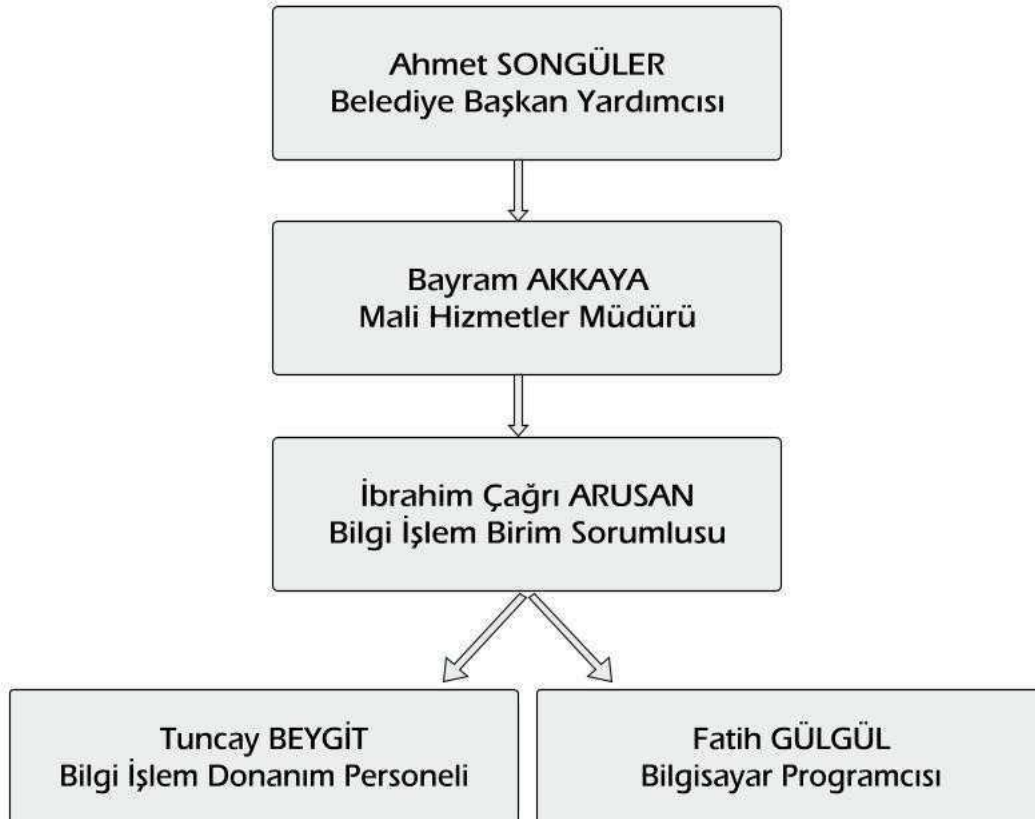 Ahmet SONGÜLER
Belediye Başkan Yardımcısı
Bayram AKKAYA
Mali Hizmetler Müdürü
İbrahim Çağrı ARUSAN
Bilgi İşlem Birim Sorumlusu
Tuncay BEYGİT
Bilgi İşlem Donanım Personeli
Fatih GÜLGÜL
Bilgisayar Programcısı